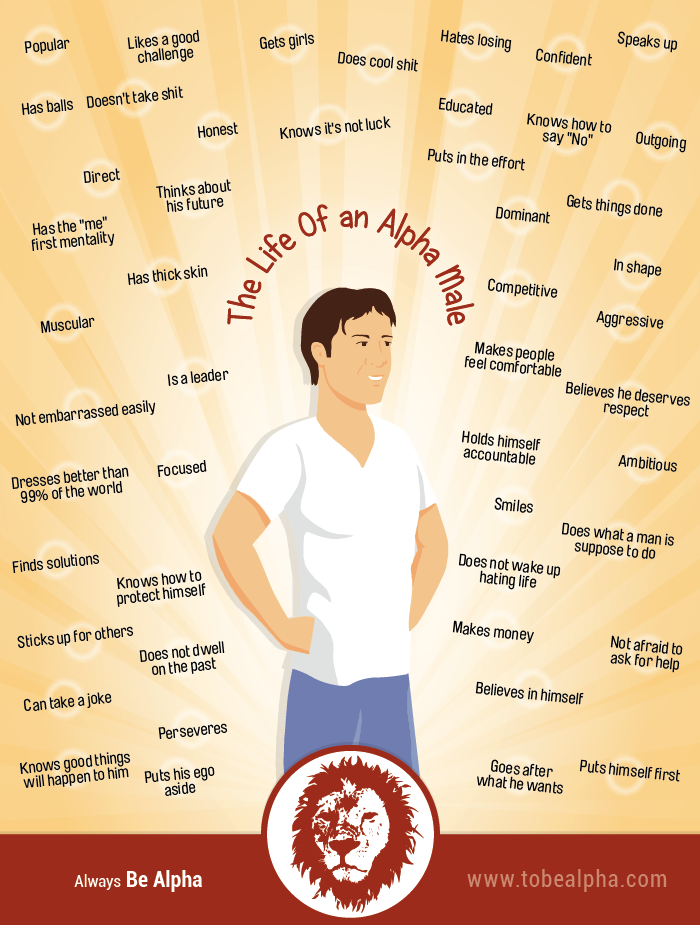 Popular
Likes a good
challenge
Gets girls
Does cool shit
Hates losing
Confident
Speaks up
Has balls
Doesn't take shit
Honest
Knows it's not luck
Educated
Knows how to
say "No"
Outgoing
Direct
Thinks about
his future
Puts in the effort
Has the "me"
first mentality
Dominant
Gets things done
Has thick skin
The Life Of an Alpha Male
Competitive
In shape
Muscular
Aggressive
Is a leader
Makes people
feel comfortable
Not embarrassed easily
Believes he deserves
respect
Dresses better than
99% of the world
Focused
Holds himself
accountable
Ambitious
Smiles
Finds solutions
Does what a man is
suppose to do
Knows how to
protect himself
Does not wake up
hating life
Sticks up for others
Does not dwell
on the past
Makes money
Not afraid to
ask for help
Can take a joke
Believes in himself
Perseveres
Knows good things
will happen to him
Puts his ego
aside
Goes after
what he wants
Puts himself first
Always Be Alpha
www.tobealpha.com